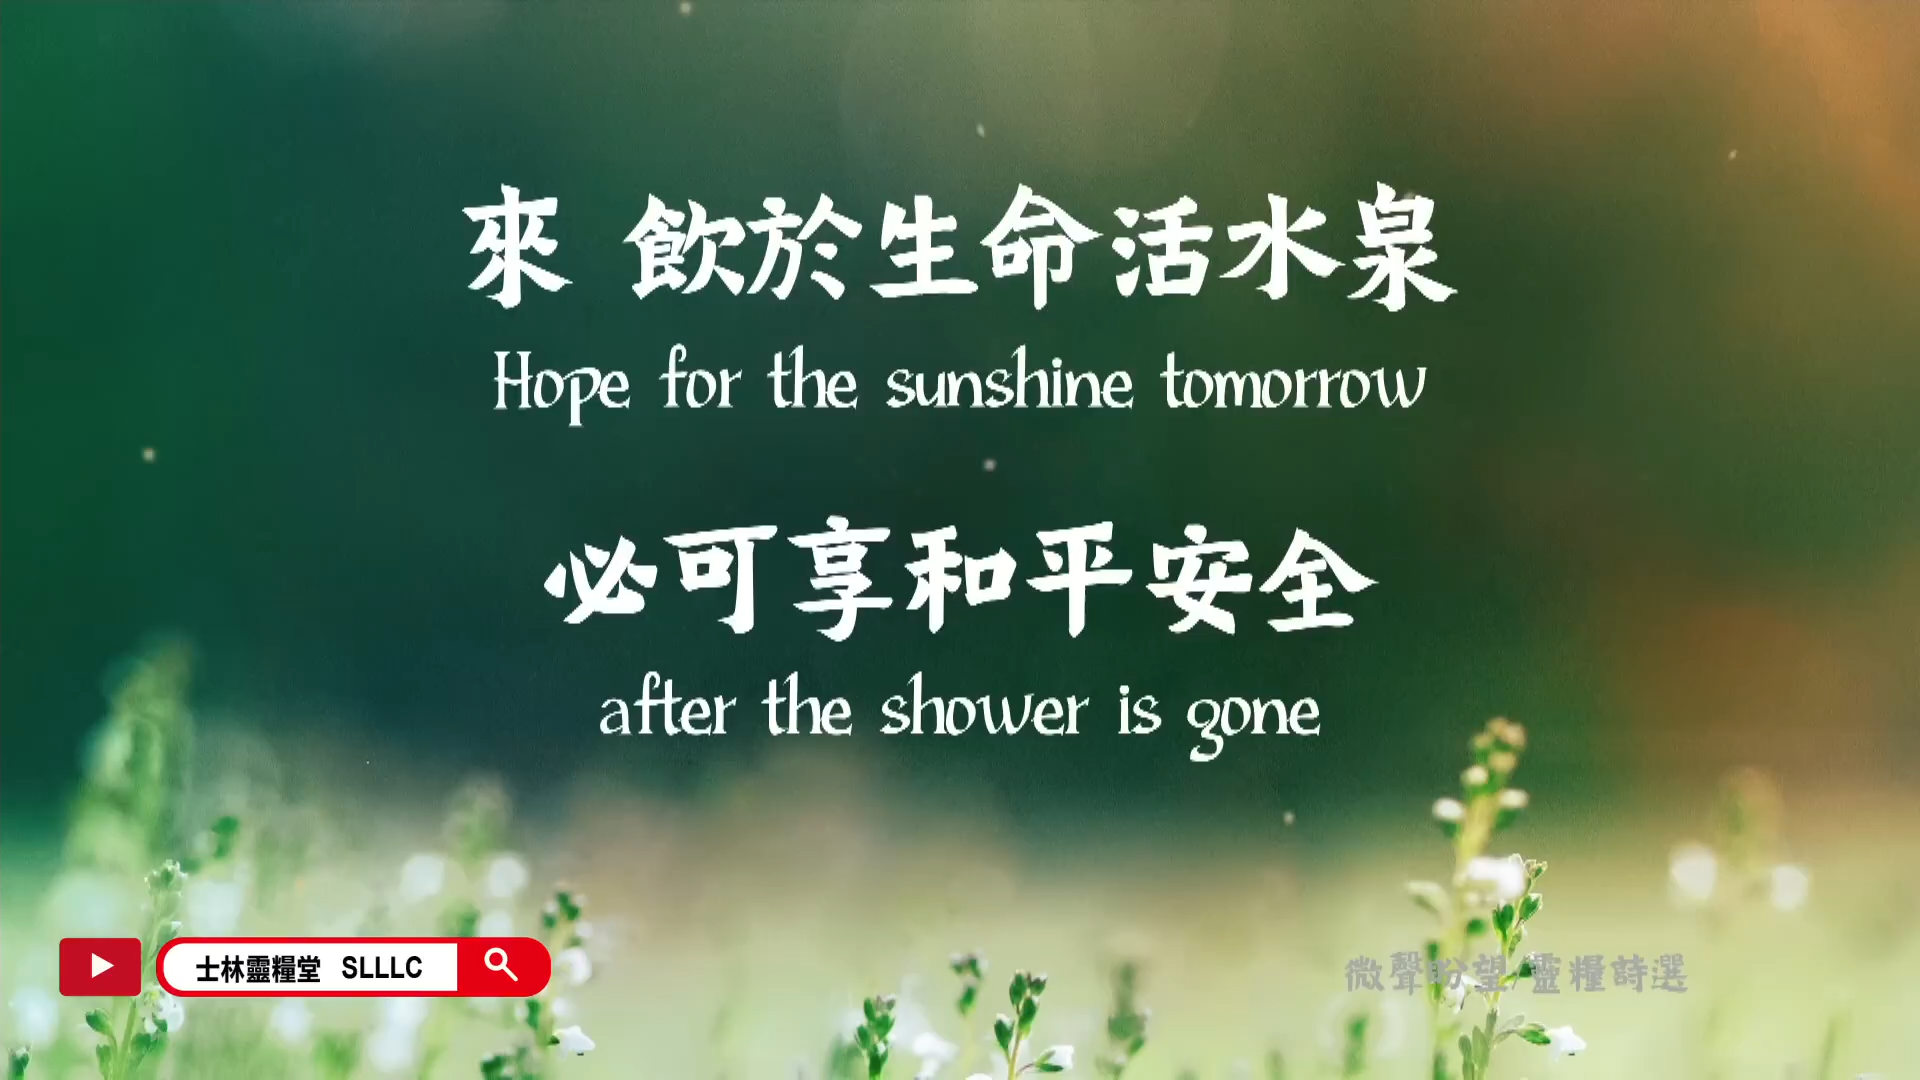 來 飲於生命活水泉
Hope for the sunshine tomorrow
必可享和平安全
after the shower is gone
士林靈糧堂 SLLLC
微聲盼望/靈糧詩選